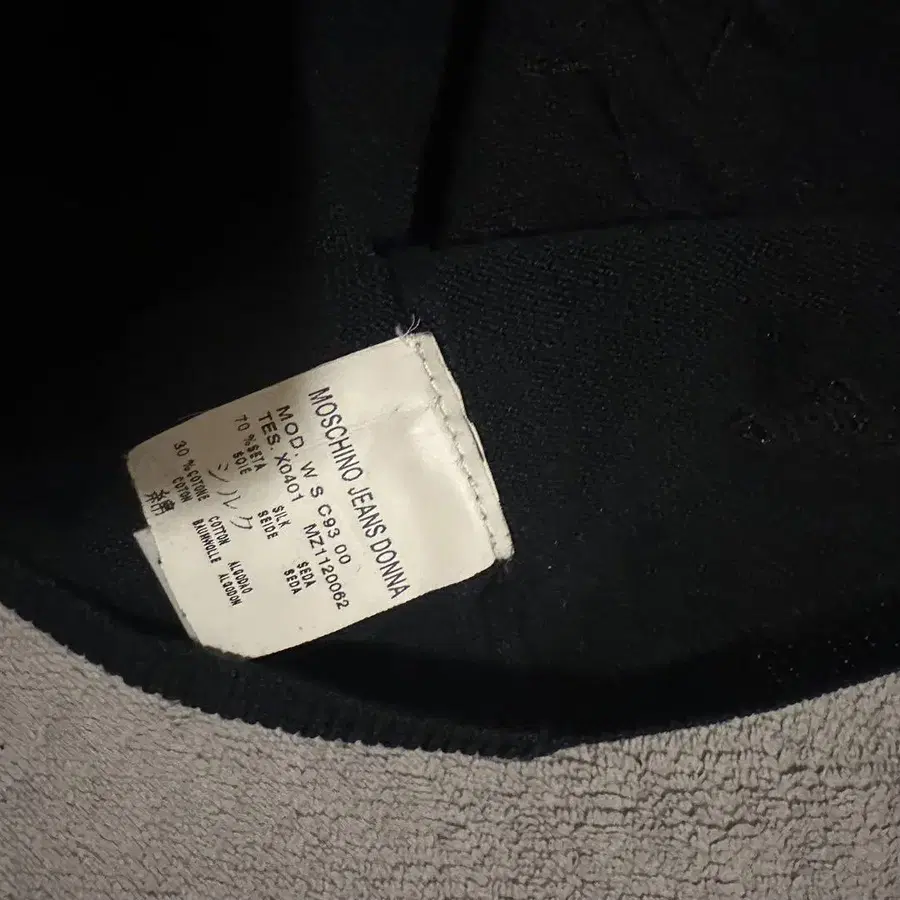 MOSCHINO JEANS DONNA
MOD. W S C93 00
TES. X0401 MZ1120062
70 % SETA SILK SEDA
SOIE SEIDE SEDA
シルク
30 % COTONE COTTON ALGODAO
COTON BAUMWOLLE ALGODON
綿